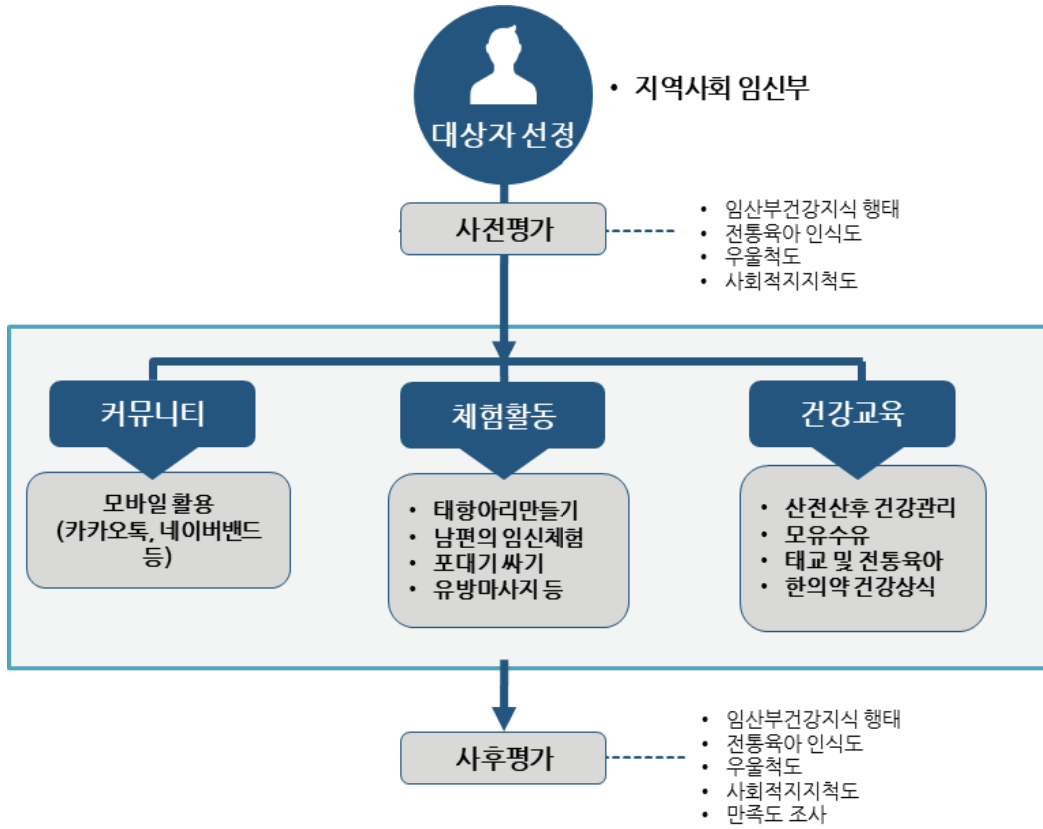 대상자 선정
• 지역사회 임신부
사전평가
• 임산부건강지식 행태
• 전통육아 인식도
• 우울척도
• 사회적지지척도
커뮤니티
모바일 활용
(카카오톡, 네이버밴드
등)
체험활동
• 태항아리만들기
• 남편의 임신체험
• 포대기 싸기
• 유방마사지 등
건강교육
• 산전산후 건강관리
• 모유수유
• 태교 및 전통육아
• 한의약 건강상식
사후평가
• 임산부건강지식 행태
• 전통육아 인식도
• 우울척도
• 사회적지지척도
• 만족도 조사